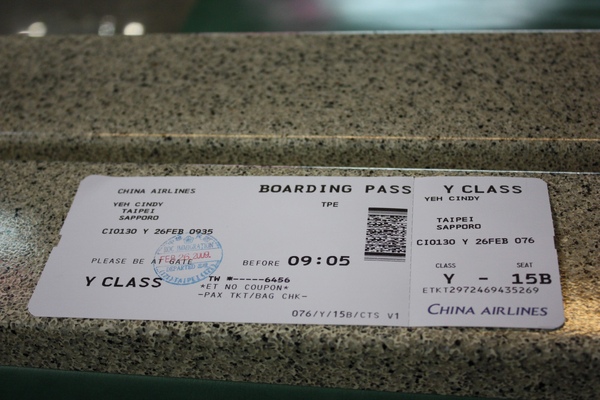 CHINA AIRLINES
BOARDING PASS
YEH CINDY
TAIPEI
SAPPORO
TPE
CI0130 Y 26FEB 0935
PLEASE BE AT GATE
BEFORE 09:05
Y CLASS
TW *-----6456
*ET NO COUPON*
-PAX TKT/BAG CHK-
076/Y/15B/CTS V1
Y CLASS
YEH CINDY
TAIPEI
SAPPORO
CI0130 Y 26FEB 076
CLASS SEAT
Y - 15B
ETKT2972469435269
CHINA AIRLINES